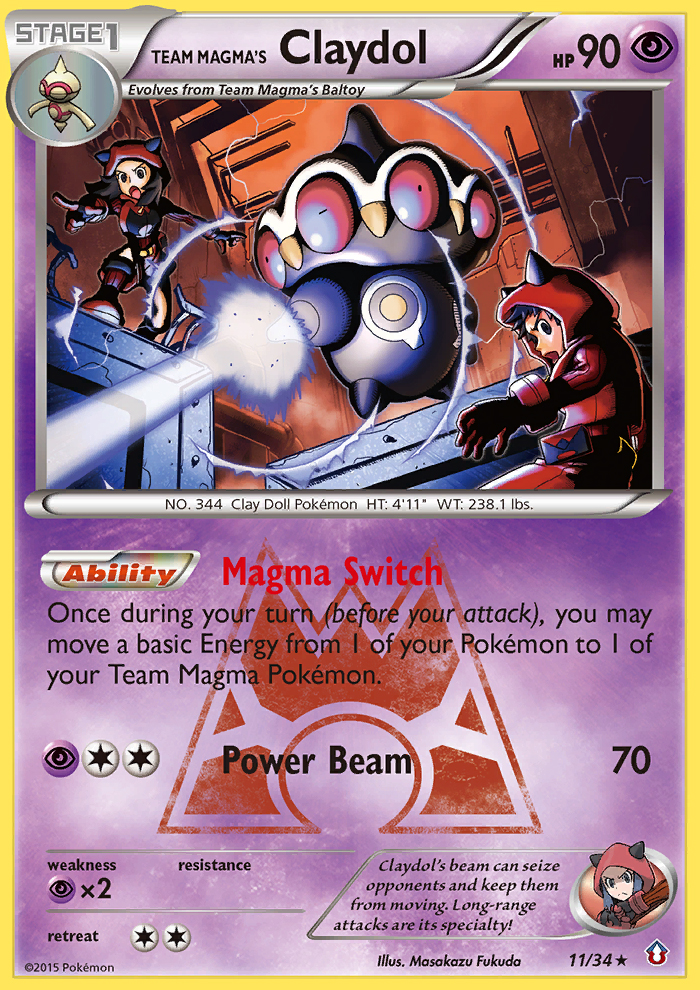 STAGE1
TEAM MAGMA'S Claydol HP 90
Evolves from Team Magma's Baltoy
NO. 344 Clay Doll Pokémon HT: 4'11" WT: 238.1 lbs.
Ability Magma Switch
Once during your turn (before your attack), you may
move a basic Energy from 1 of your Pokémon to 1 of
your Team Magma Pokémon.
Power Beam 70
weakness resistance
×2
retreat
Claydol's beam can seize
opponents and keep them
from moving. Long-range
attacks are its specialty!
©2015 Pokémon Illus. Masakazu Fukuda 11/34 ★